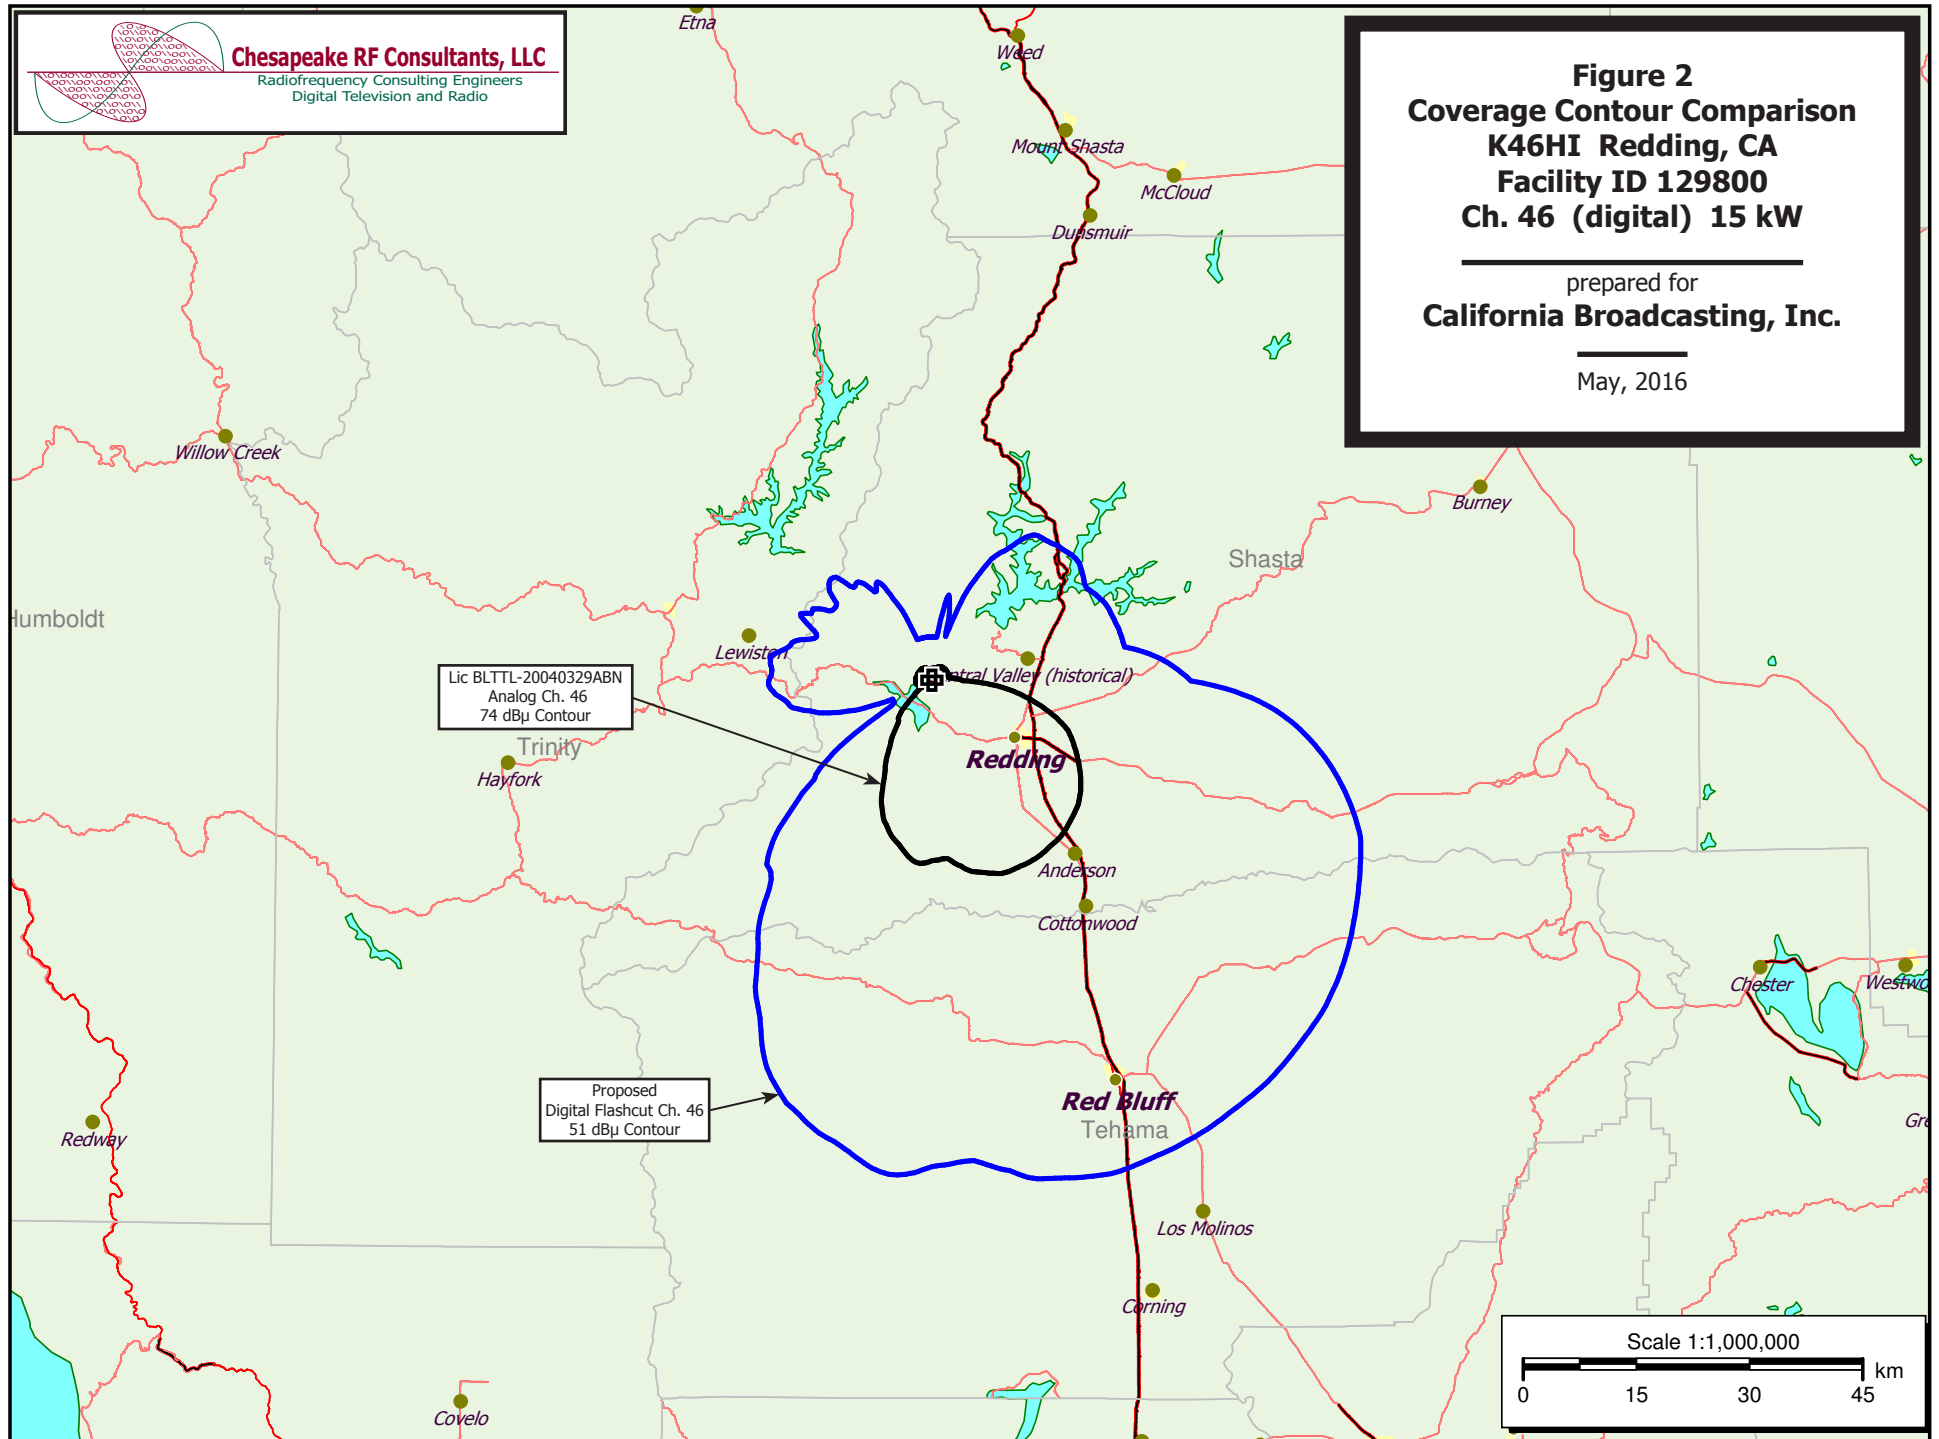 Chesapeake RF Consultants, LLC
Radiofrequency Consulting Engineers
Digital Television and Radio
Figure 2
Coverage Contour Comparison
K46HI Redding, CA
Facility ID 129800
Ch. 46 (digital) 15 kW
prepared for
California Broadcasting, Inc.
May, 2016
Etna
Weed
Mount Shasta
McCloud
Dunsmuir
Willow Creek
Burney
Shasta
Humboldt
Lewiston
ntral Valley (historical)
Lic BLTTL-20040329ABN
Analog Ch. 46
74 dBµ Contour
Trinity
Hayfork
Redding
Anderson
Cottonwood
Chester
Westwo
Proposed
Digital Flashcut Ch. 46
51 dBµ Contour
Red Bluff
Tehama
Redway
Gre
Los Molinos
Corning
Covelo
Scale 1:1,000,000
km
0 15 30 45